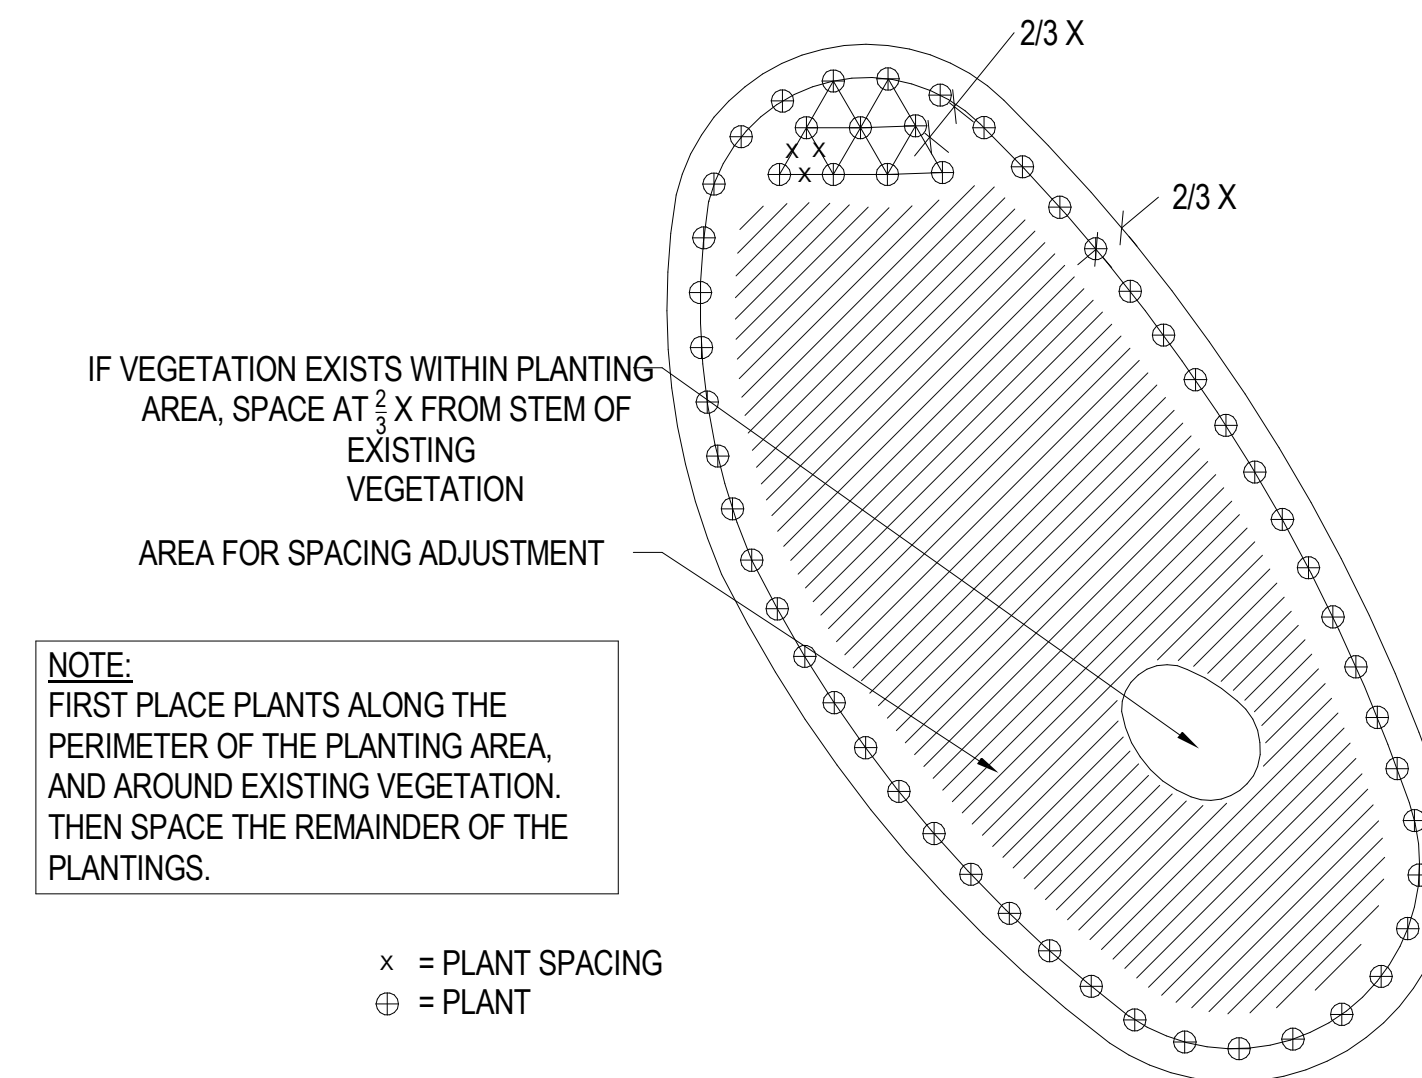 2/3 X
2/3 X
x x
x
IF VEGETATION EXISTS WITHIN PLANTING
AREA, SPACE AT 2/3 X FROM STEM OF
EXISTING
VEGETATION
AREA FOR SPACING ADJUSTMENT
NOTE:
FIRST PLACE PLANTS ALONG THE
PERIMETER OF THE PLANTING AREA,
AND AROUND EXISTING VEGETATION.
THEN SPACE THE REMAINDER OF THE
PLANTINGS.
x = PLANT SPACING
= PLANT